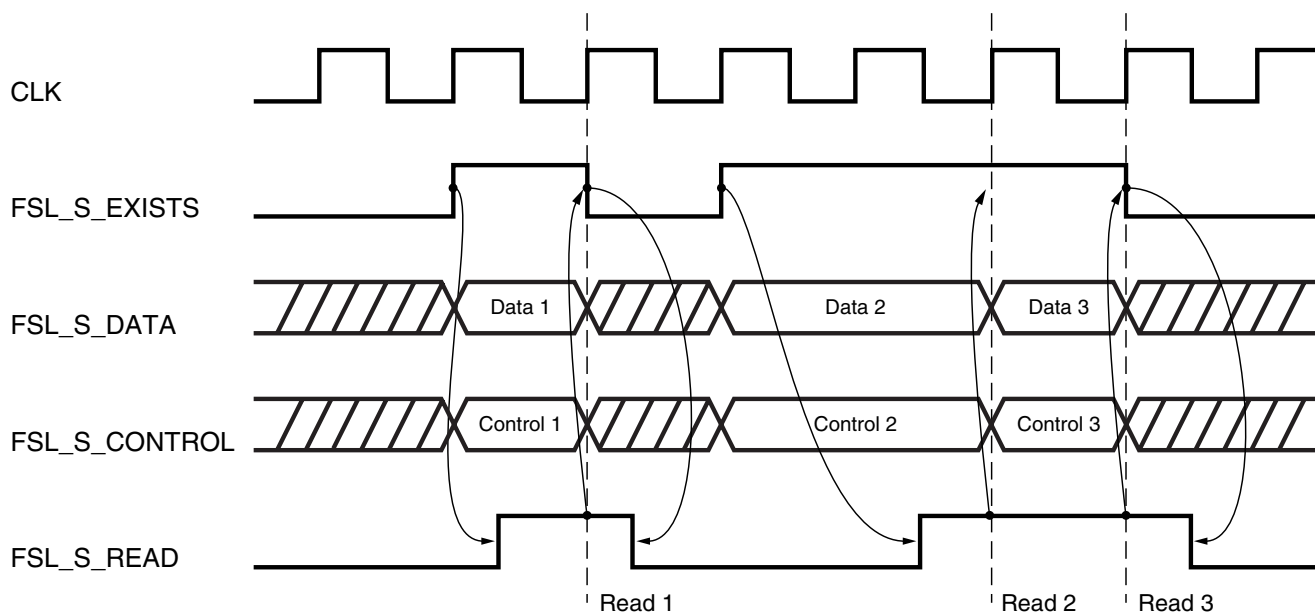 CLK
FSL_S_EXISTS
FSL_S_DATA
Data 1
Data 2
Data 3
FSL_S_CONTROL
Control 1
Control 2
Control 3
FSL_S_READ
Read 1
Read 2
Read 3